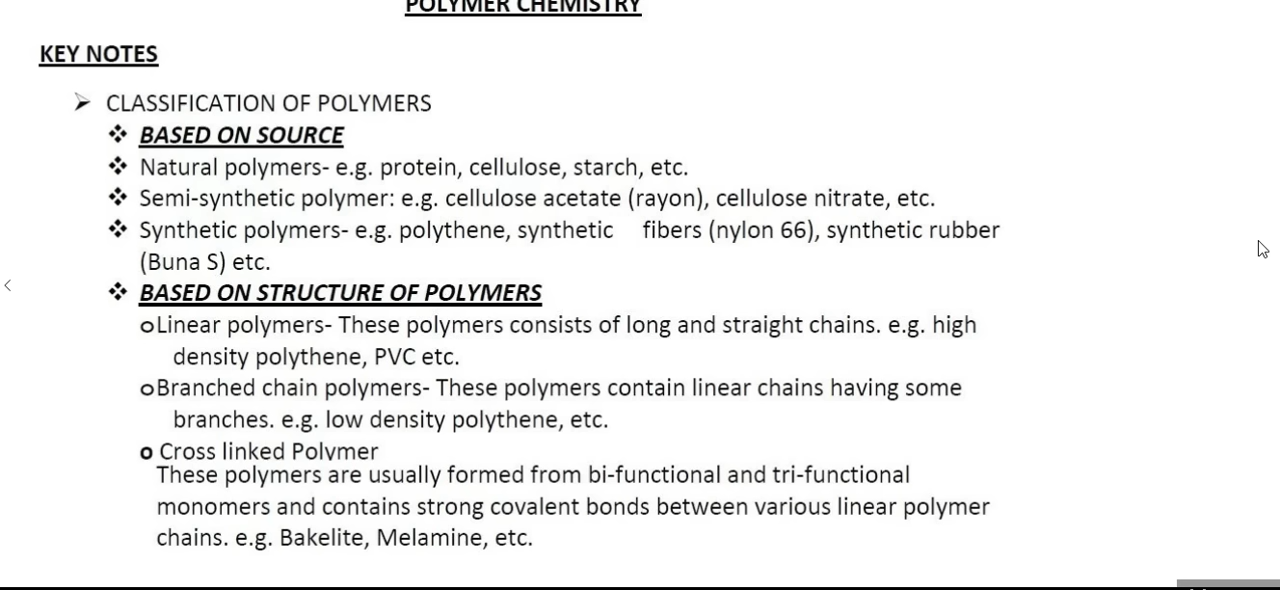 POLYMER CHEMISTRY
KEY NOTES
➢ CLASSIFICATION OF POLYMERS
❖ BASED ON SOURCE
❖ Natural polymers- e.g. protein, cellulose, starch, etc.
❖ Semi-synthetic polymer: e.g. cellulose acetate (rayon), cellulose nitrate, etc.
❖ Synthetic polymers- e.g. polythene, synthetic fibers (nylon 66), synthetic rubber
(Buna S) etc.
❖ BASED ON STRUCTURE OF POLYMERS
oLinear polymers- These polymers consists of long and straight chains. e.g. high
density polythene, PVC etc.
oBranched chain polymers- These polymers contain linear chains having some
branches. e.g. low density polythene, etc.
o Cross linked Polymer
These polymers are usually formed from bi-functional and tri-functional
monomers and contains strong covalent bonds between various linear polymer
chains. e.g. Bakelite, Melamine, etc.